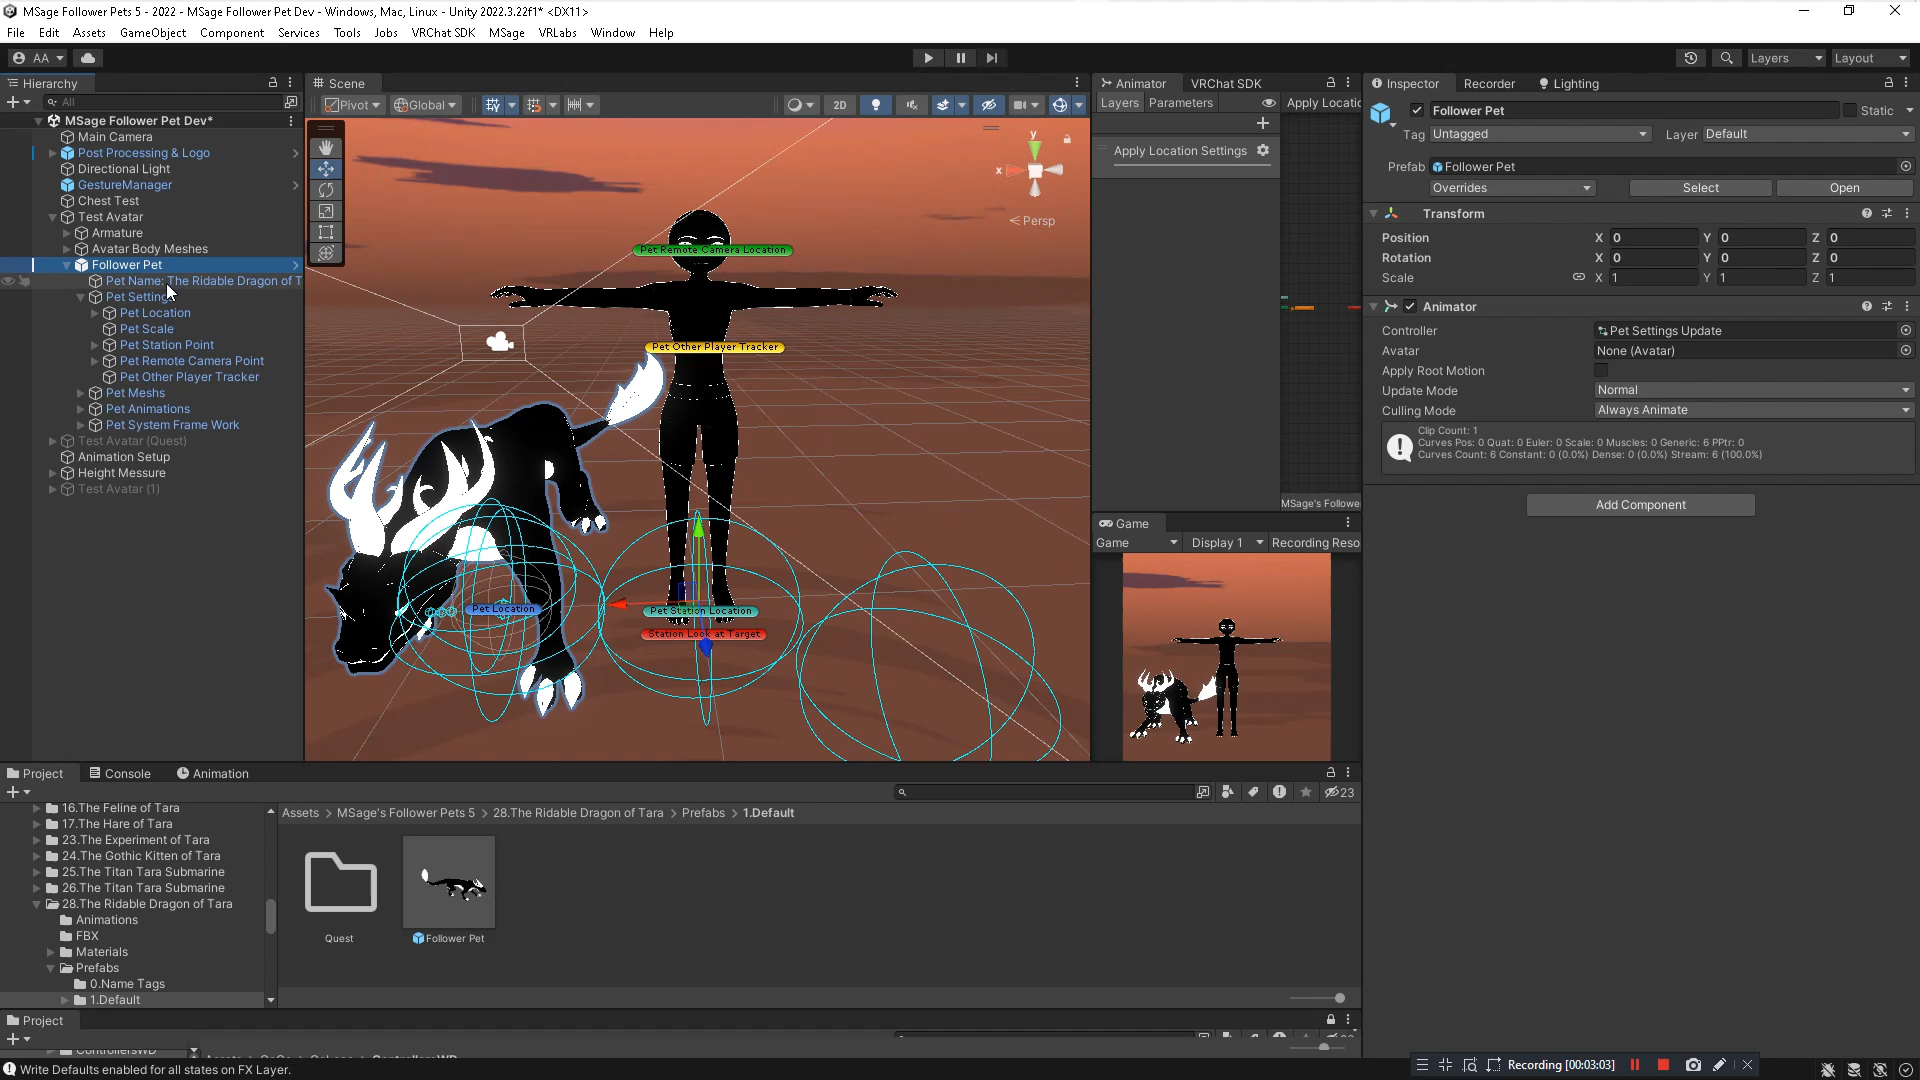 MSage Follower Pets 5 - 2022 - MSage Follower Pet Dev - Windows, Mac, Linux - Unity 2022.3.22f1* <DX11>
File Edit Assets GameObject Component Services Tools Jobs VRChat SDK MSage VRLabs Window Help
AA Layers Layout
Hierarchy
All
MSage Follower Pet Dev*
Main Camera
Post Processing & Logo
Directional Light
GestureManager
Chest Test
Test Avatar
Armature
Avatar Body Meshes
Follower Pet
Pet Name: The Ridable Dragon of T
Pet Settings
Pet Location
Pet Scale
Pet Station Point
Pet Remote Camera Point
Pet Other Player Tracker
Pet Meshs
Pet Animations
Pet System Frame Work
Test Avatar (Quest)
Animation Setup
Height Messure
Test Avatar (1)
Scene
Pivot Global 2D
y
x
Persp
Pet Remote Camera Location
Pet Other Player Tracker
Pet Location
Pet Station Location
Station Look at Target
Animator VRChat SDK
Layers Parameters Apply Locatic
Apply Location Settings
MSage's Followe
Game
Game Display 1 Recording Reso
Inspector Recorder Lighting
Follower Pet Static
Tag Untagged Layer Default
Prefab Follower Pet
Overrides Select Open
Transform
Position X 0 Y 0 Z 0
Rotation X 0 Y 0 Z 0
Scale X 1 Y 1 Z 1
Animator
Controller Pet Settings Update
Avatar None (Avatar)
Apply Root Motion
Update Mode Normal
Culling Mode Always Animate
Clip Count: 1
Curves Pos: 0 Quat: 0 Euler: 0 Scale: 0 Muscles: 0 Generic: 6 PPtr: 0
Curves Count: 6 Constant: 0 (0.0%) Dense: 0 (0.0%) Stream: 6 (100.0%)
Add Component
Project Console Animation
23
16.The Feline of Tara
17.The Hare of Tara
23.The Experiment of Tara
24.The Gothic Kitten of Tara
25.The Titan Tara Submarine
26.The Titan Tara Submarine
28.The Ridable Dragon of Tara
Animations
FBX
Materials
Prefabs
0.Name Tags
1.Default
Assets > MSage's Follower Pets 5 > 28.The Ridable Dragon of Tara > Prefabs > 1.Default
Quest
Follower Pet
Project
Write Defaults enabled for all states on FX Layer.
Recording [00:03:03]